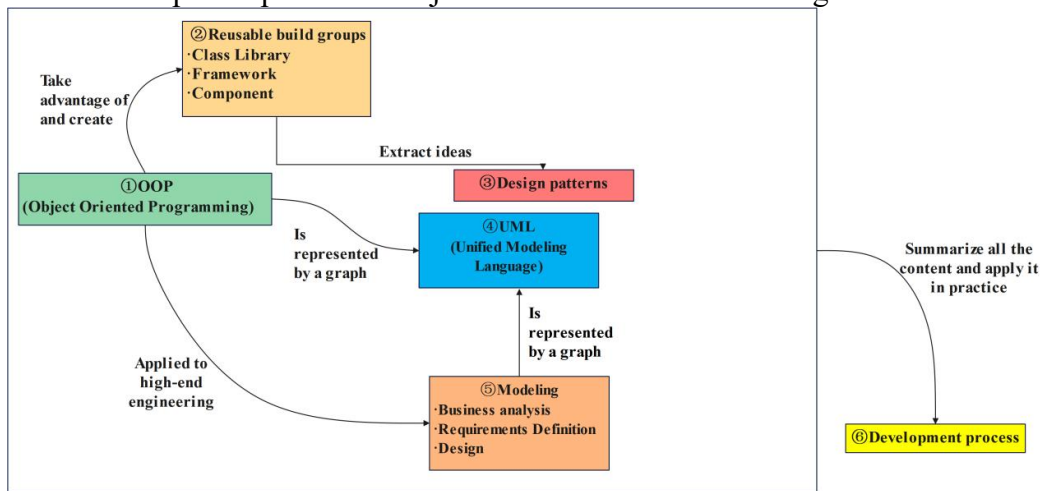 ②Reusable build groups
·Class Library
·Framework
·Component
Take
advantage of
and create
Extract ideas
③Design patterns
①OOP
(Object Oriented Programming)
④UML
(Unified Modeling
Language)
Is
represented
by a graph
Summarize all the
content and apply it
in practice
Is
represented
by a graph
Applied to
high-end
engineering
⑤Modeling
·Business analysis
·Requirements Definition
·Design
⑥Development process